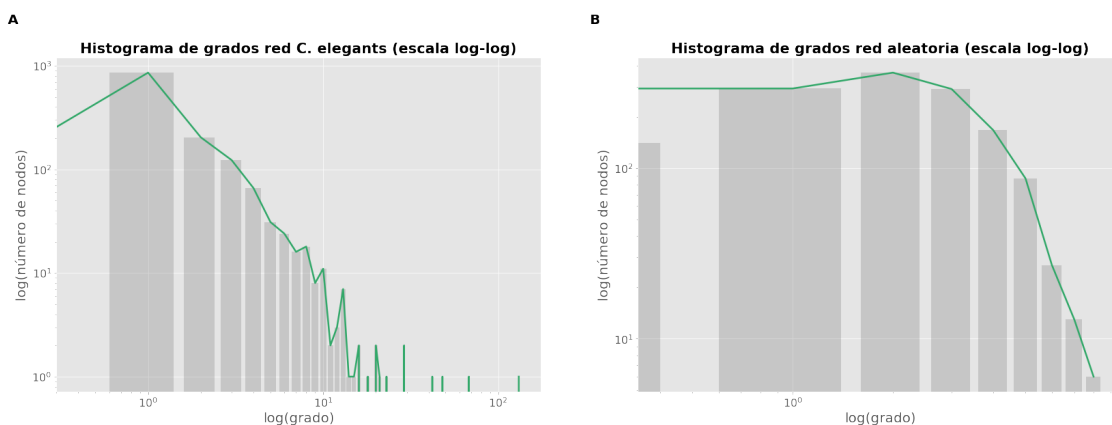 A
B
Histograma de grados red C. elegants (escala log-log)
Histograma de grados red aleatoria (escala log-log)
log(número de nodos)
10³
10²
10¹
10⁰
10⁰
10¹
10²
log(grado)
log(número de nodos)
10²
10¹
10⁰
log(grado)